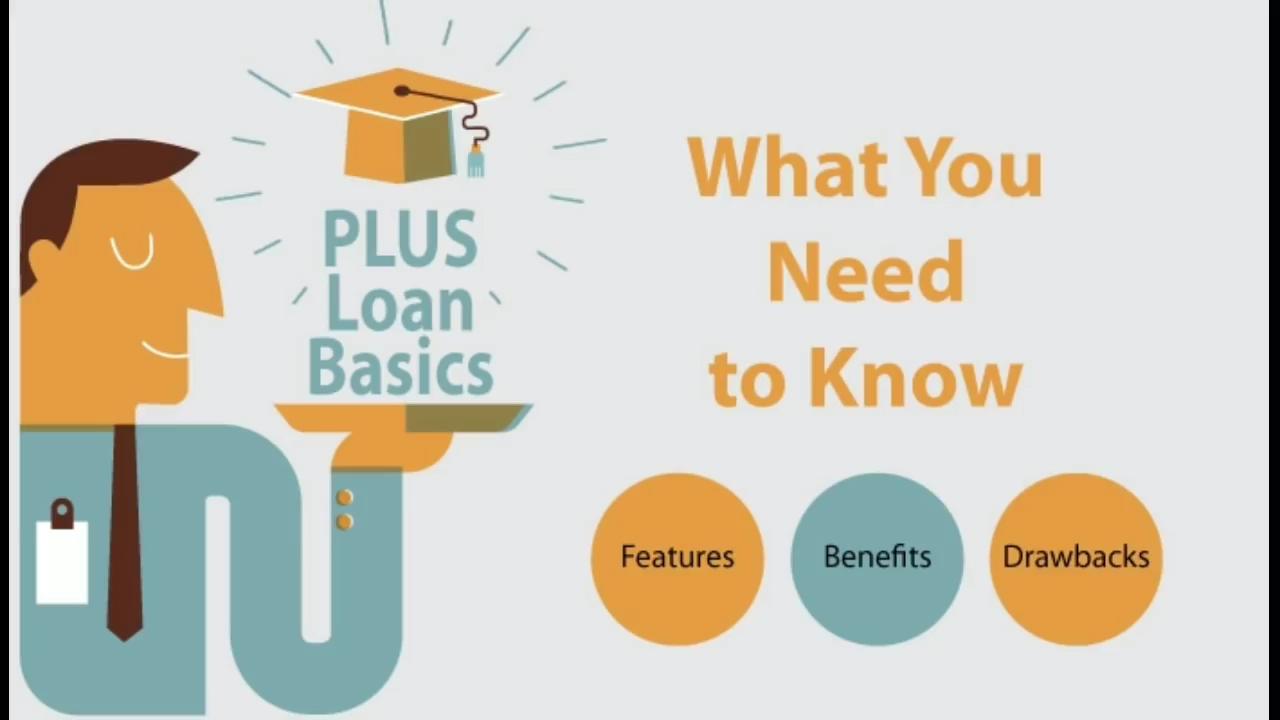 PLUS
Loan
Basics
What You
Need
to Know
Features
Benefits
Drawbacks